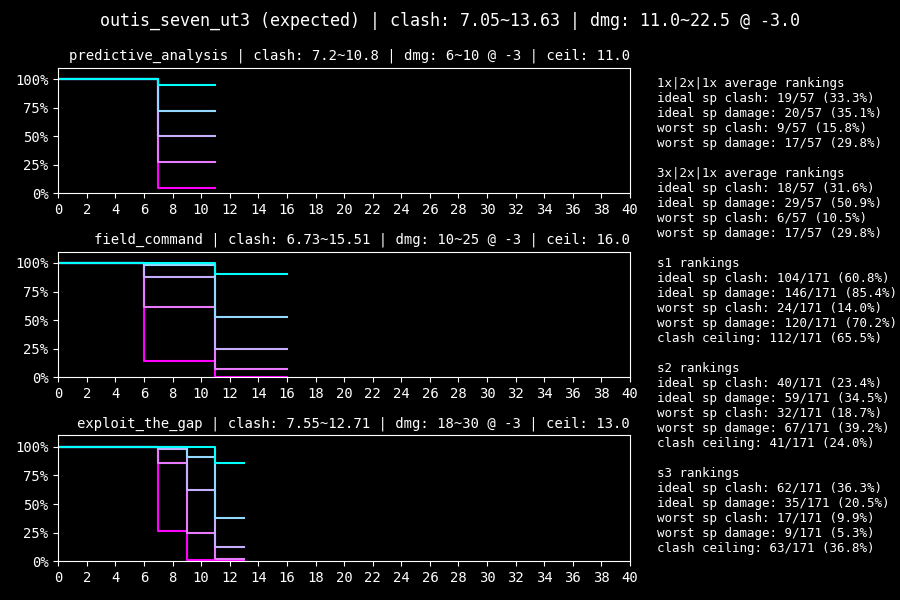 outis_seven_ut3 (expected) | clash: 7.05~13.63 | dmg: 11.0~22.5 @ -3.0
predictive_analysis | clash: 7.2~10.8 | dmg: 6~10 @ -3 | ceil: 11.0
100%
75%
50%
25%
0%
0 2 4 6 8 10 12 14 16 18 20 22 24 26 28 30 32 34 36 38 40
field_command | clash: 6.73~15.51 | dmg: 10~25 @ -3 | ceil: 16.0
100%
75%
50%
25%
0%
0 2 4 6 8 10 12 14 16 18 20 22 24 26 28 30 32 34 36 38 40
exploit_the_gap | clash: 7.55~12.71 | dmg: 18~30 @ -3 | ceil: 13.0
100%
75%
50%
25%
0%
0 2 4 6 8 10 12 14 16 18 20 22 24 26 28 30 32 34 36 38 40
1x|2x|1x average rankings
ideal sp clash: 19/57 (33.3%)
ideal sp damage: 20/57 (35.1%)
worst sp clash: 9/57 (15.8%)
worst sp damage: 17/57 (29.8%)
3x|2x|1x average rankings
ideal sp clash: 18/57 (31.6%)
ideal sp damage: 29/57 (50.9%)
worst sp clash: 6/57 (10.5%)
worst sp damage: 17/57 (29.8%)
s1 rankings
ideal sp clash: 104/171 (60.8%)
ideal sp damage: 146/171 (85.4%)
worst sp clash: 24/171 (14.0%)
worst sp damage: 120/171 (70.2%)
clash ceiling: 112/171 (65.5%)
s2 rankings
ideal sp clash: 40/171 (23.4%)
ideal sp damage: 59/171 (34.5%)
worst sp clash: 32/171 (18.7%)
worst sp damage: 67/171 (39.2%)
clash ceiling: 41/171 (24.0%)
s3 rankings
ideal sp clash: 62/171 (36.3%)
ideal sp damage: 35/171 (20.5%)
worst sp clash: 17/171 (9.9%)
worst sp damage: 9/171 (5.3%)
clash ceiling: 63/171 (36.8%)